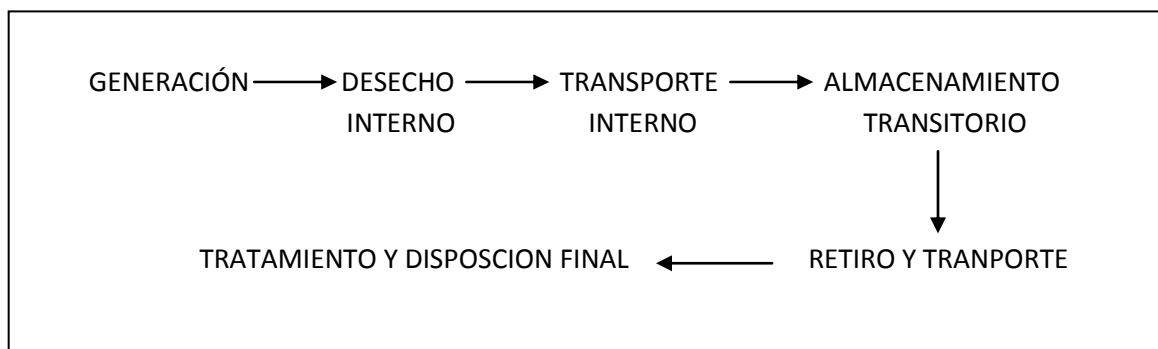 GENERACIÓN DESECHO TRANSPORTE ALMACENAMIENTO
INTERNO INTERNO TRANSITORIO
TRATAMIENTO Y DISPOSCION FINAL RETIRO Y TRANPORTE